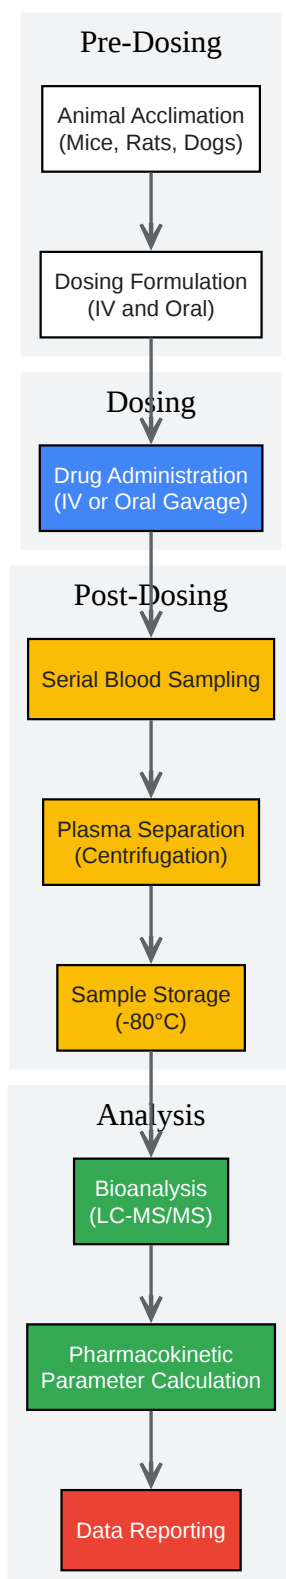 Pre-Dosing
Animal Acclimation
(Mice, Rats, Dogs)
Dosing Formulation
(IV and Oral)
Dosing
Drug Administration
(IV or Oral Gavage)
Post-Dosing
Serial Blood Sampling
Plasma Separation
(Centrifugation)
Sample Storage
(-80°C)
Analysis
Bioanalysis
(LC-MS/MS)
Pharmacokinetic
Parameter Calculation
Data Reporting